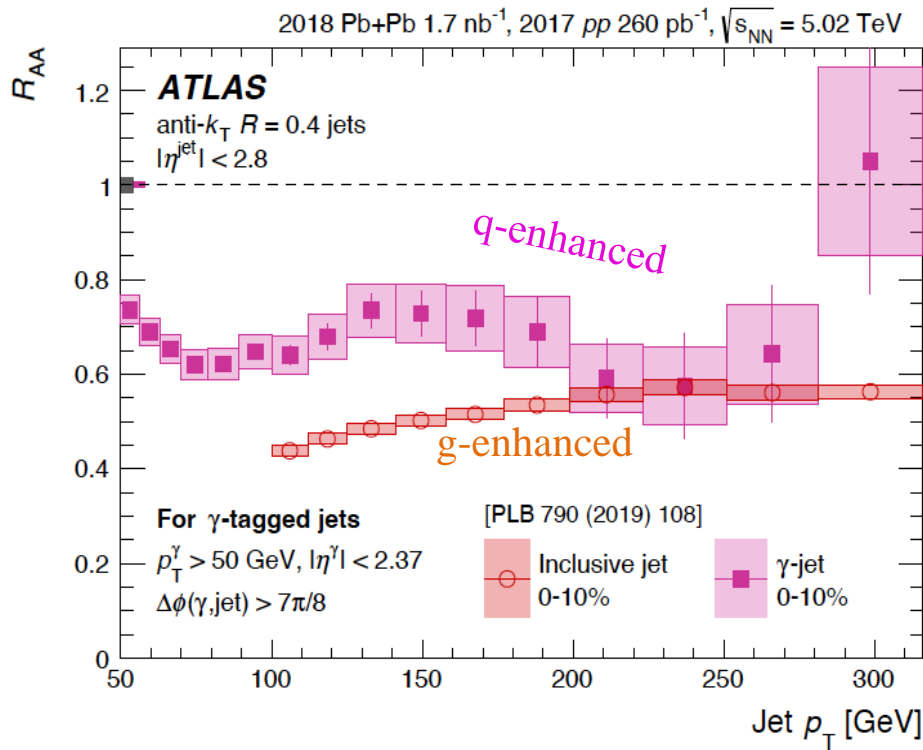 2018 Pb+Pb 1.7 nb⁻¹, 2017 pp 260 pb⁻¹, √s_NN = 5.02 TeV
R_AA
ATLAS
anti-k_T R = 0.4 jets
|η^jet| < 2.8
q-enhanced
g-enhanced
For γ-tagged jets
p_T^γ > 50 GeV, |η^γ| < 2.37
Δϕ(γ,jet) > 7π/8
[PLB 790 (2019) 108]
Inclusive jet
0-10%
γ-jet
0-10%
1.2
1
0.8
0.6
0.4
0.2
0
50 100 150 200 250 300
Jet p_T [GeV]